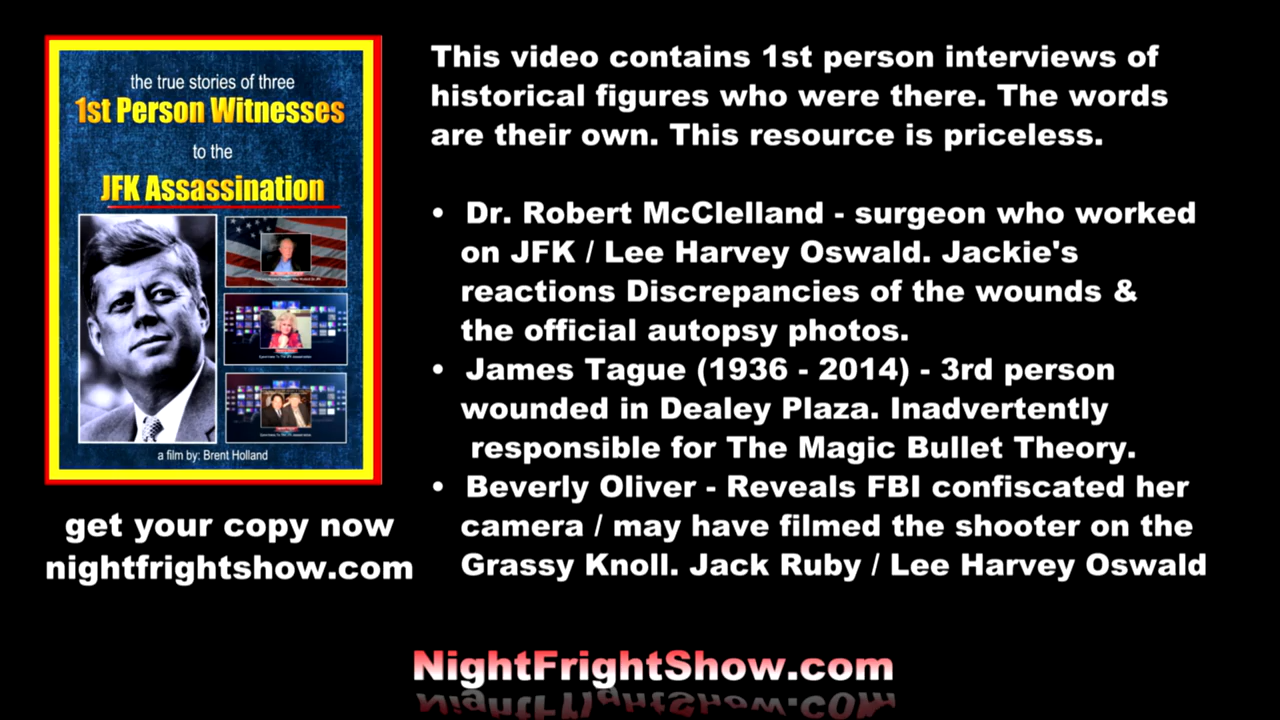 the true stories of three
1st Person Witnesses
to the
JFK Assassination
a film by: Brent Holland
get your copy now
nightfrightshow.com
This video contains 1st person interviews of
historical figures who were there. The words
are their own. This resource is priceless.
• Dr. Robert McClelland - surgeon who worked
on JFK / Lee Harvey Oswald. Jackie's
reactions Discrepancies of the wounds &
the official autopsy photos.
• James Tague (1936 - 2014) - 3rd person
wounded in Dealey Plaza. Inadvertently
responsible for The Magic Bullet Theory.
• Beverly Oliver - Reveals FBI confiscated her
camera / may have filmed the shooter on the
Grassy Knoll. Jack Ruby / Lee Harvey Oswald
NightFrightShow.com